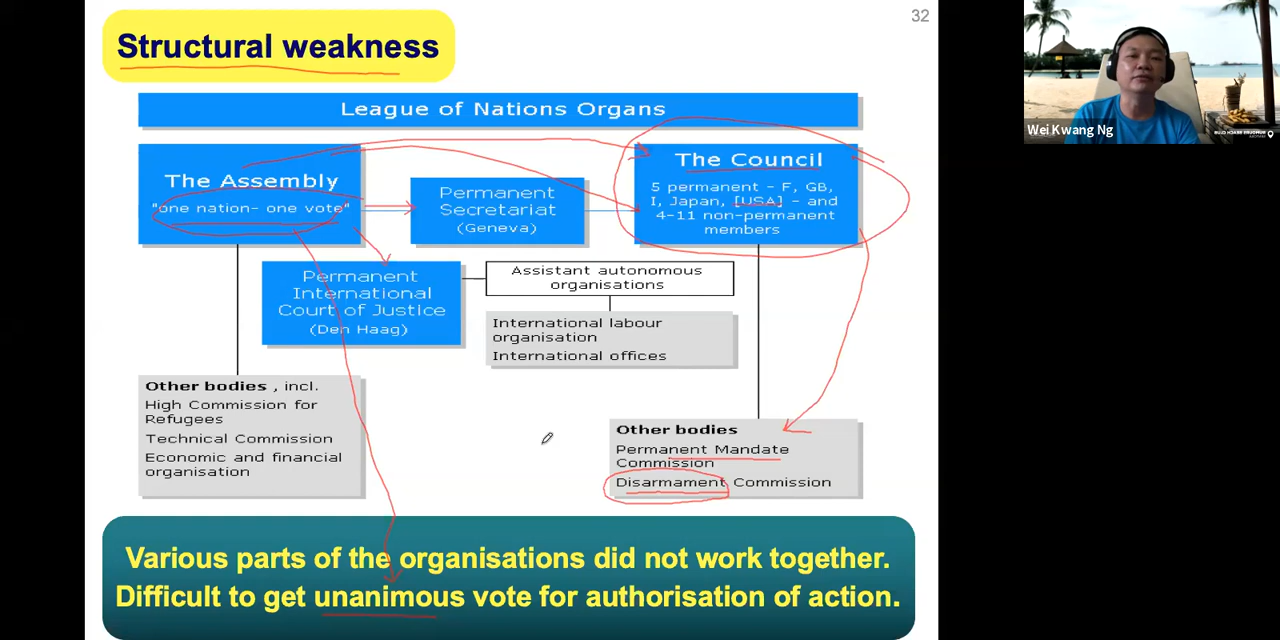 32
Structural weakness
League of Nations Organs
The Assembly
"one nation- one vote"
Permanent
Secretariat
(Geneva)
The Council
5 permanent - F, GB,
I, Japan, [USA] - and
4-11 non-permanent
members
Permanent
International
Court of Justice
(Den Haag)
Assistant autonomous
organisations
International labour
organisation
International offices
Other bodies , incl.
High Commission for
Refugees
Technical Commission
Economic and financial
organisation
Other bodies
Permanent Mandate
Commission
Disarmament Commission
Various parts of the organisations did not work together.
Difficult to get unanimous vote for authorisation of action.
Wei Kwang Ng